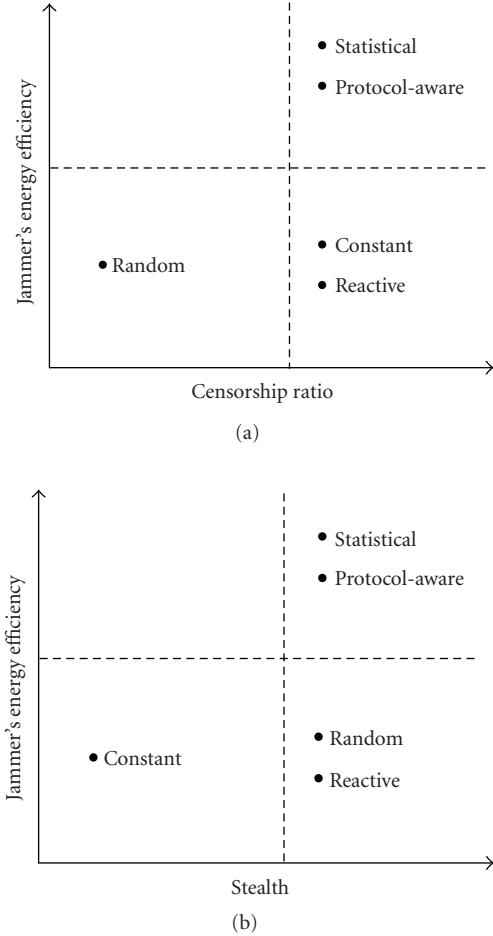 Jammer's energy efficiency
Statistical
Protocol-aware
Constant
Random
Reactive
Censorship ratio
(a)
Jammer's energy efficiency
Statistical
Protocol-aware
Random
Constant
Reactive
Stealth
(b)